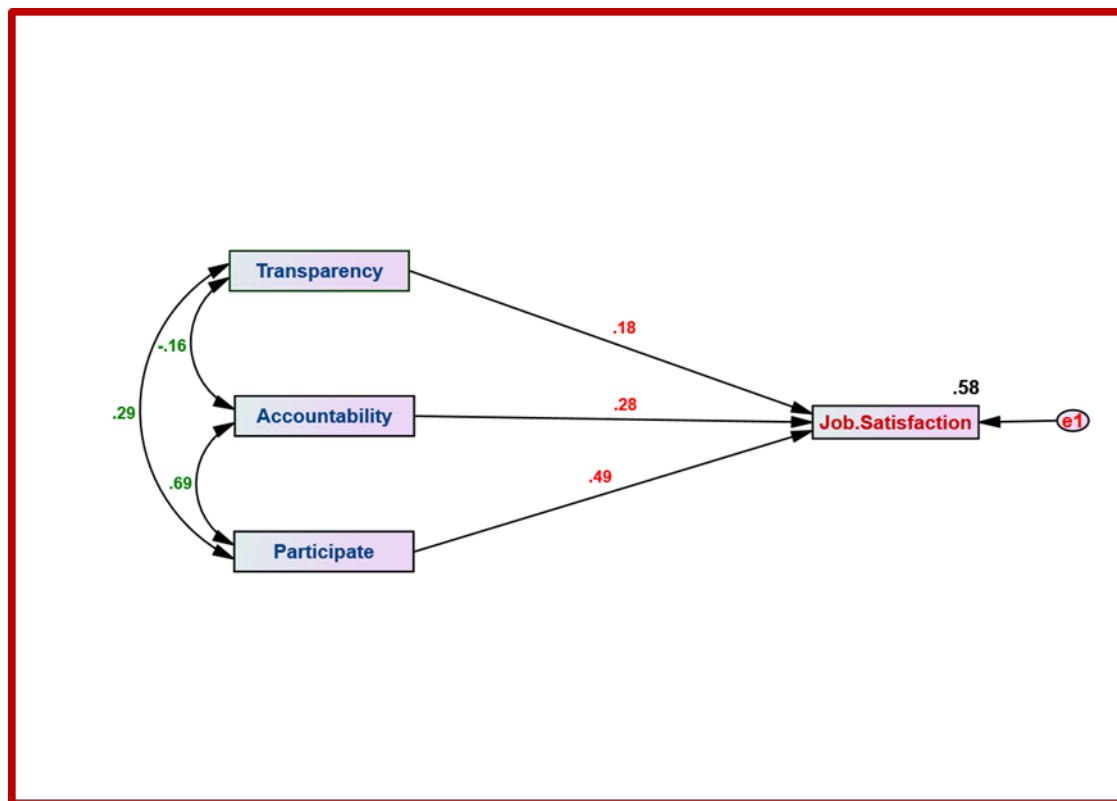 Transparency
.18
-.16
.58
.29
Accountability
.28
Job.Satisfaction
e1
.69
.49
Participate